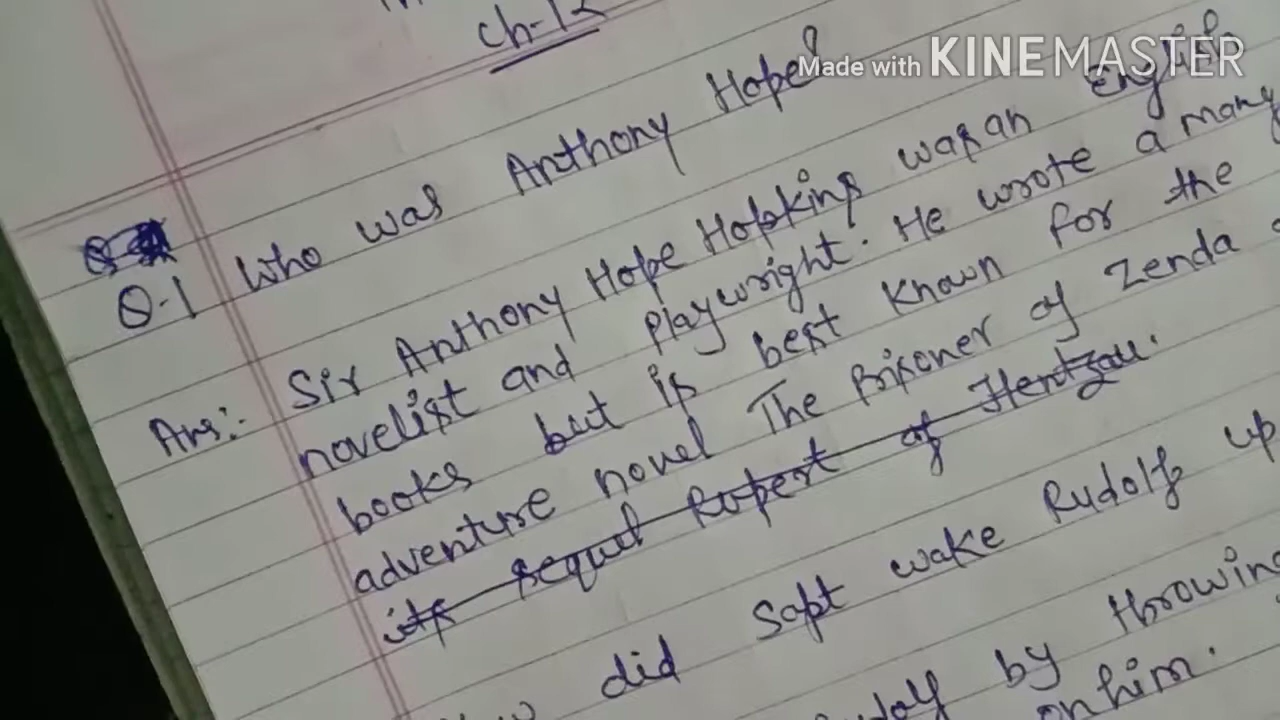 Made with KINEMASTER
Ch-12
Q-1 Who was Anthony Hope?
Ans:- Sir Anthony Hope Hopkins was an English
novelist and playwright. He wrote a many
books but is best known for the
adventure novel The Prisoner of Zenda
its sequel Rupert of Hentzau.
did Sapt wake Rudolf up
by throwing
on him.